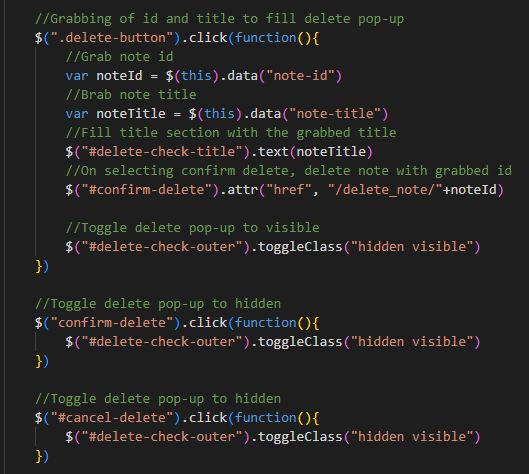 //Grabbing of id and title to fill delete pop-up
$(".delete-button").click(function(){
//Grab note id
var noteId = $(this).data("note-id")
//Brab note title
var noteTitle = $(this).data("note-title")
//Fill title section with the grabbed title
$("#delete-check-title").text(noteTitle)
//On selecting confirm delete, delete note with grabbed id
$("#confirm-delete").attr("href", "/delete_note/"+noteId)
//Toggle delete pop-up to visible
$("#delete-check-outer").toggleClass("hidden visible")
})
//Toggle delete pop-up to hidden
$("confirm-delete").click(function(){
$("#delete-check-outer").toggleClass("hidden visible")
})
//Toggle delete pop-up to hidden
$("#cancel-delete").click(function(){
$("#delete-check-outer").toggleClass("hidden visible")
})